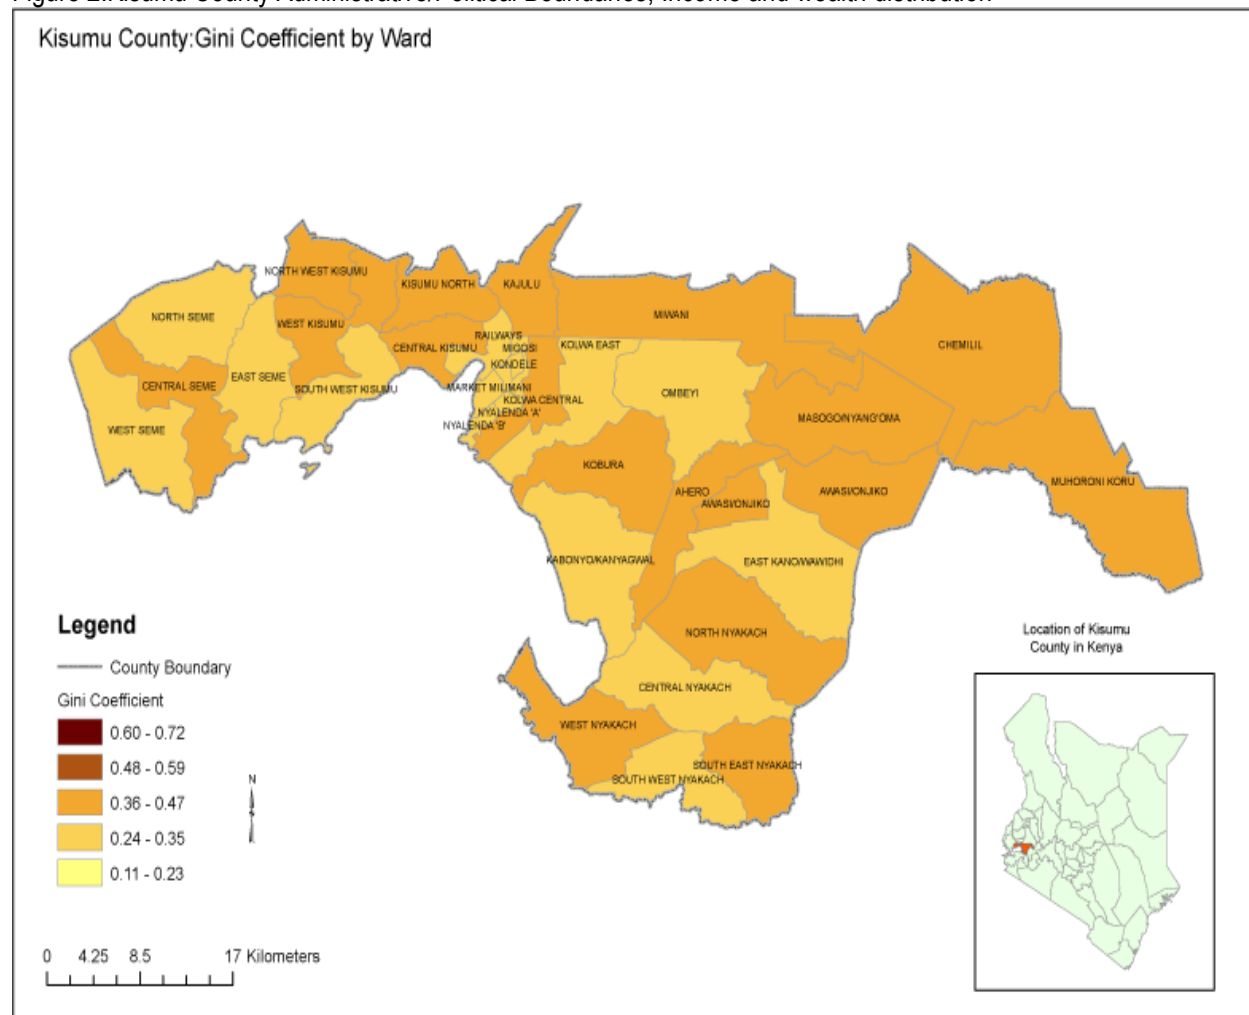 Kisumu County:Gini Coefficient by Ward
NORTH WEST KISUMU
KISUMU NORTH
KAJULU
NORTH SEME
WEST KISUMU
MIWANI
RAILWAYS
KOLWA EAST
CENTRAL KISUMU
MIGOSI
CHEMILIL
KONDELE
EAST SEME
CENTRAL SEME
SOUTH WEST KISUMU
MARKET MILIMANI
OMBEYI
KOLWA CENTRAL
NYALENDA 'A'
MASOGO/NYANG'OMA
WEST SEME
NYALENDA 'B'
KOBURA
MUHORONI KORU
AHERO
AWASI/ONJIKO
AWASI/ONJIKO
KABONYO/KANYAGWAL
EAST KANO/WAWIDHI
NORTH NYAKACH
CENTRAL NYAKACH
WEST NYAKACH
SOUTH EAST NYAKACH
SOUTH WEST NYAKACH
Legend
County Boundary
Gini Coefficient
0.60 - 0.72
0.48 - 0.59
0.36 - 0.47
0.24 - 0.35
0.11 - 0.23
N
0 4.25 8.5 17 Kilometers
Location of Kisumu
County in Kenya